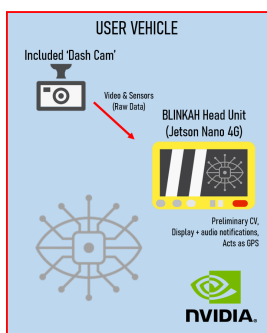 USER VEHICLE
Included 'Dash Cam'
Video & Sensors
(Raw Data)
BLINKAH Head Unit
(Jetson Nano 4G)
Preliminary CV,
Display + audio notifications,
Acts as GPS
NVIDIA.